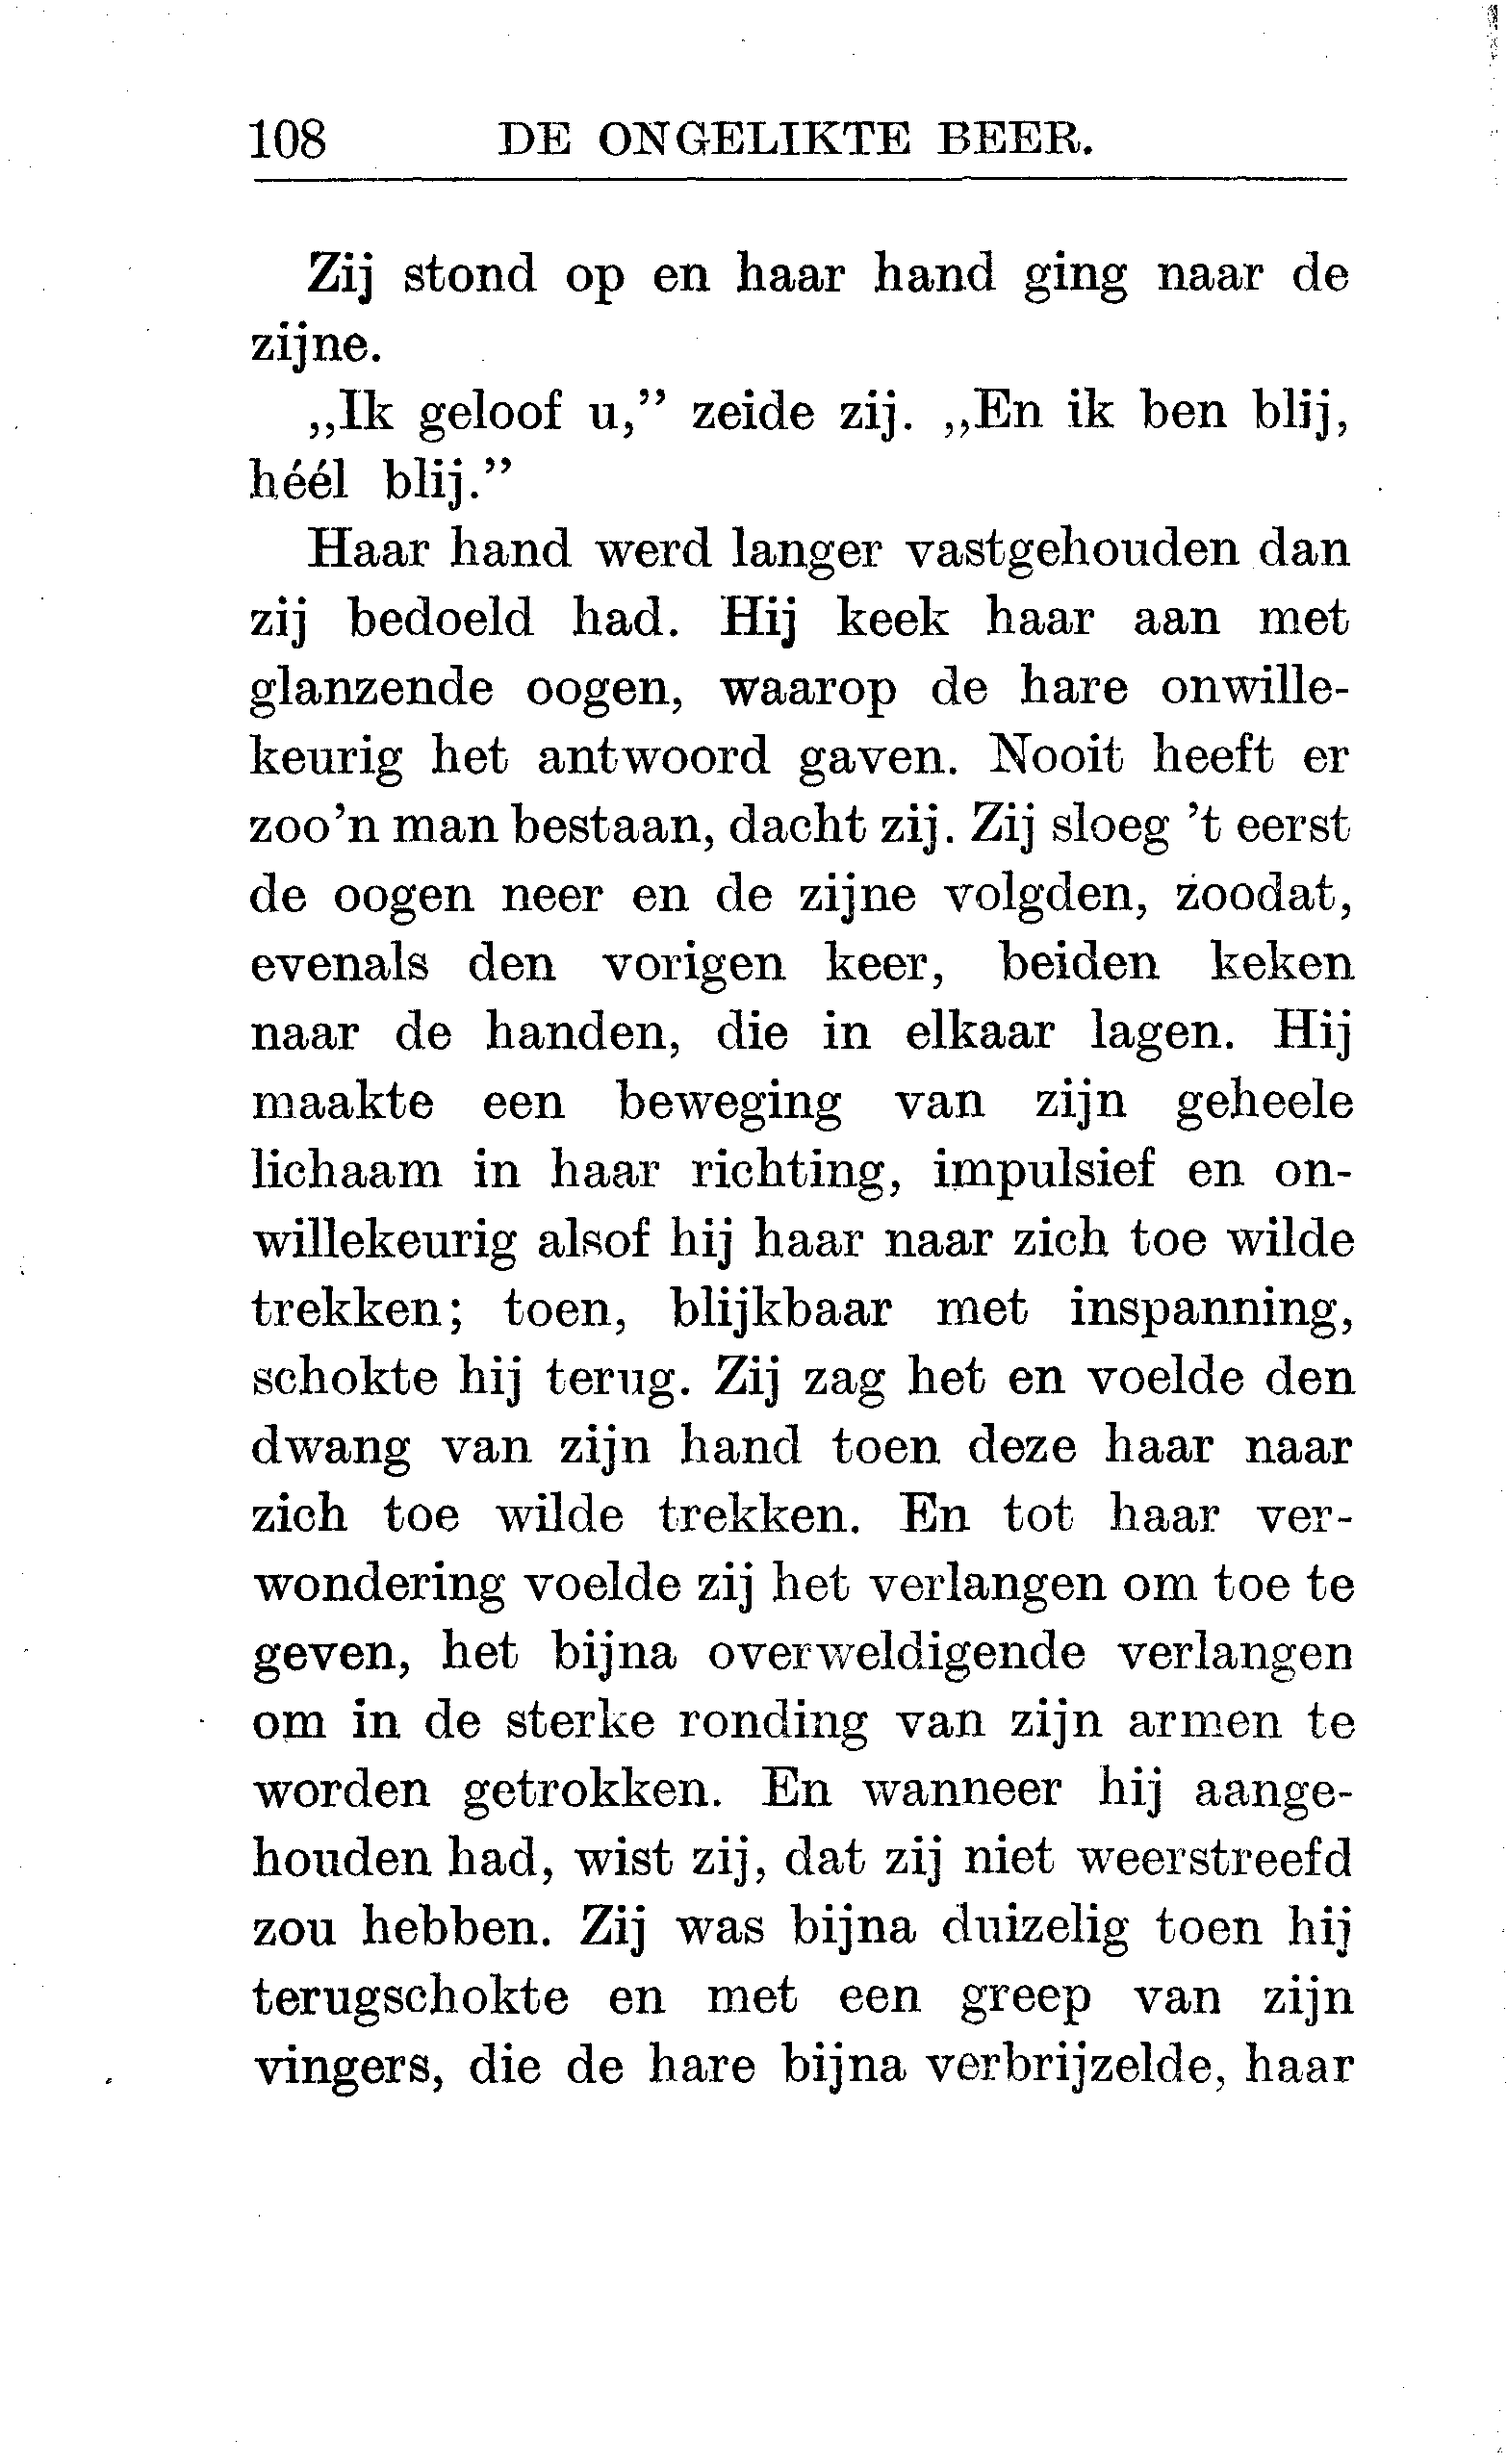 108 DE ONGELIKTE BEER.
Zij stond op en haar hand ging naar de
zijne.
„Ik geloof u,” zeide zij. „En ik ben blij,
héél blij.”
Haar hand werd langer vastgehouden dan
zij bedoeld had. Hij keek haar aan met
glanzende oogen, waarop de hare onwille-
keurig het antwoord gaven. Nooit heeft er
zoo’n man bestaan, dacht zij. Zij sloeg ’t eerst
de oogen neer en de zijne volgden, zoodat,
evenals den vorigen keer, beiden keken
naar de handen, die in elkaar lagen. Hij
maakte een beweging van zijn geheele
lichaam in haar richting, impulsief en on-
willekeurig alsof hij haar naar zich toe wilde
trekken; toen, blijkbaar met inspanning,
schokte hij terug. Zij zag het en voelde den
dwang van zijn hand toen deze haar naar
zich toe wilde trekken. En tot haar ver-
wondering voelde zij het verlangen om toe te
geven, het bijna overweldigende verlangen
om in de sterke ronding van zijn armen te
worden getrokken. En wanneer hij aange-
houden had, wist zij, dat zij niet weerstreefd
zou hebben. Zij was bijna duizelig toen hij
terugschokte en met een greep van zijn
vingers, die de hare bijna verbrijzelde, haar